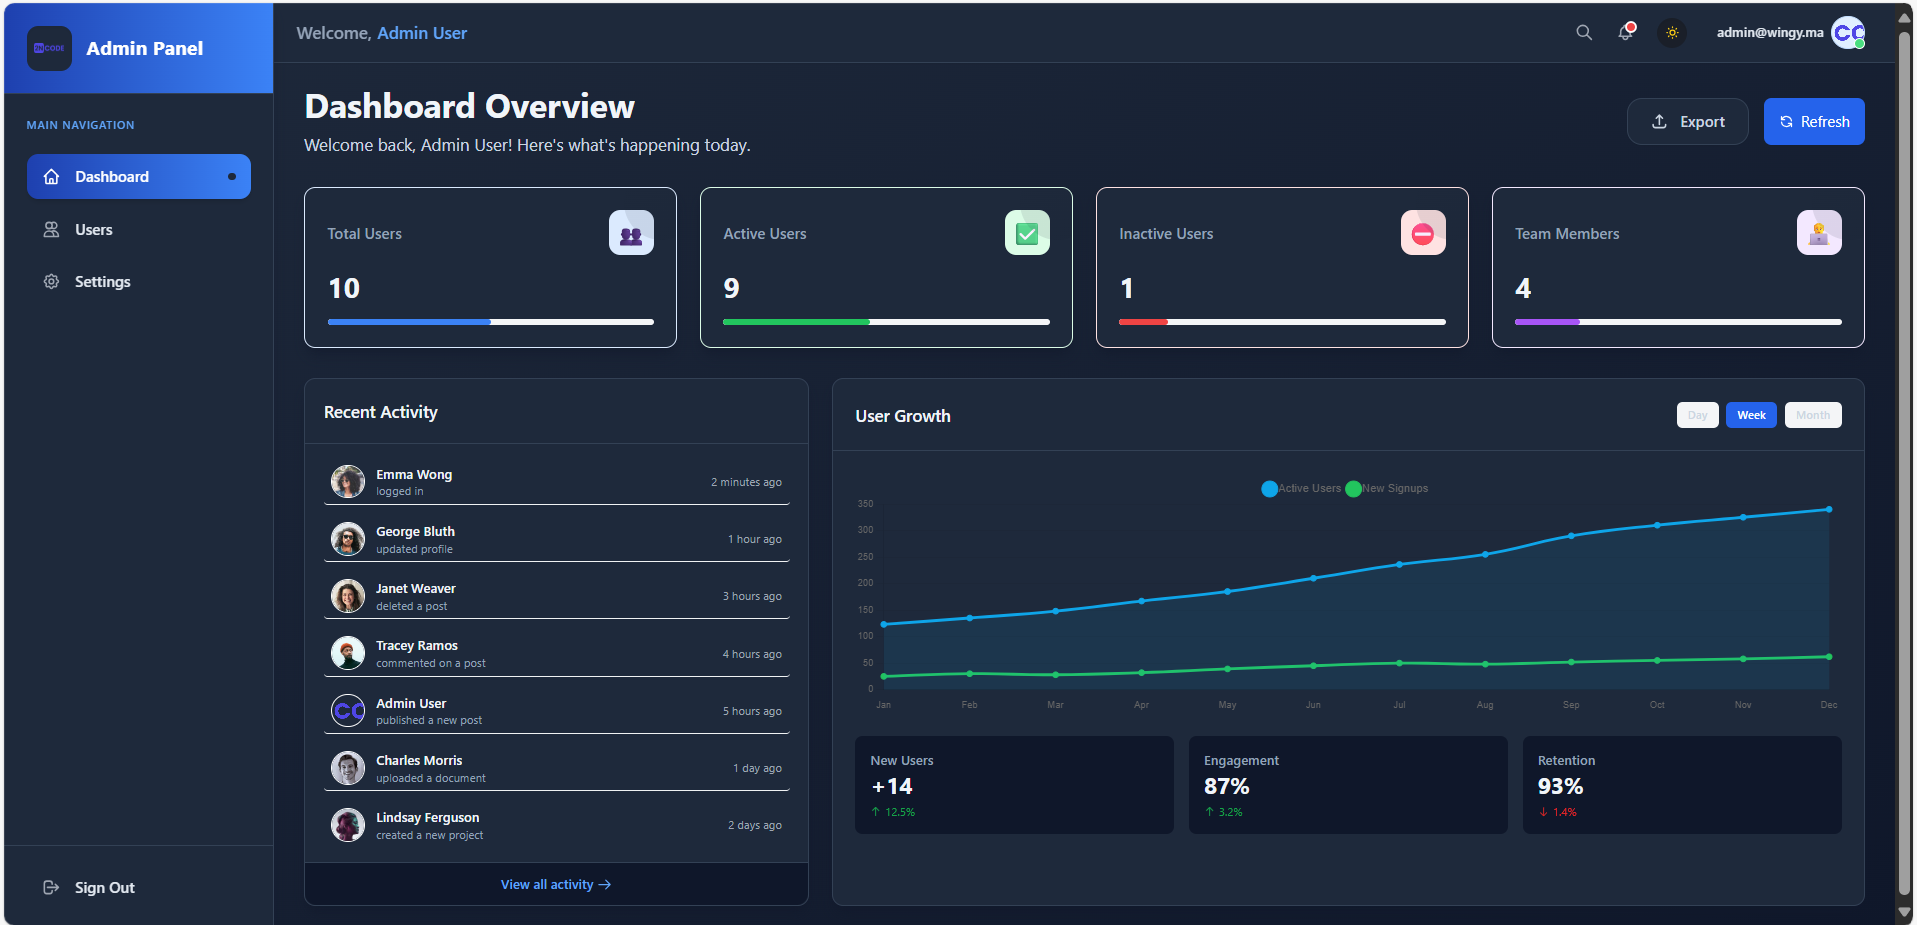 CODE
Admin Panel
Welcome, Admin User
admin@wingy.ma
MAIN NAVIGATION
Dashboard
Users
Settings
Sign Out
Dashboard Overview
Welcome back, Admin User! Here's what's happening today.
Export
Refresh
Total Users
10
Active Users
9
Inactive Users
1
Team Members
4
Recent Activity
Emma Wong
logged in
2 minutes ago
George Bluth
updated profile
1 hour ago
Janet Weaver
deleted a post
3 hours ago
Tracey Ramos
commented on a post
4 hours ago
Admin User
published a new post
5 hours ago
Charles Morris
uploaded a document
1 day ago
Lindsay Ferguson
created a new project
2 days ago
View all activity →
User Growth
Day
Week
Month
Active Users
New Signups
350
300
250
200
150
100
50
0
Jan Feb Mar Apr May Jun Jul Aug Sep Oct Nov Dec
New Users
+14
↑ 12.5%
Engagement
87%
↑ 3.2%
Retention
93%
↓ 1.4%